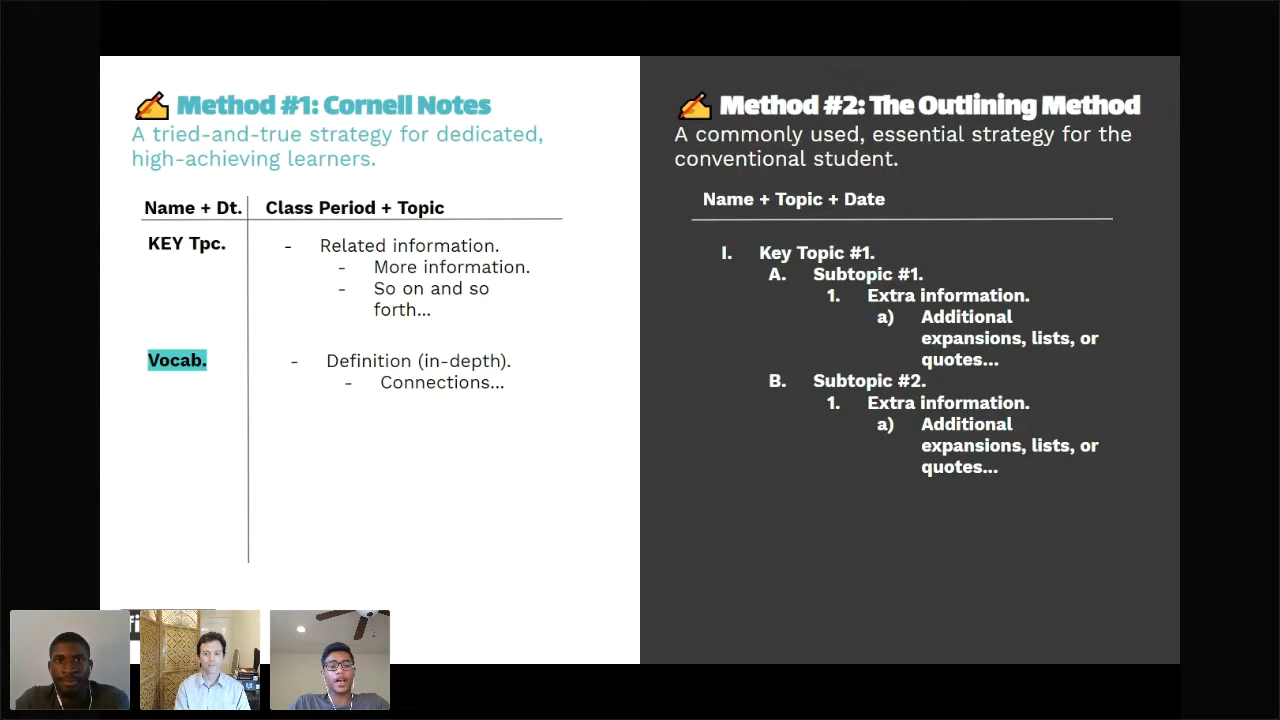 Method #1: Cornell Notes
A tried-and-true strategy for dedicated,
high-achieving learners.
Name + Dt.
Class Period + Topic
KEY Tpc.
- Related information.
- More information.
- So on and so
forth...
Vocab.
- Definition (in-depth).
- Connections...
Method #2: The Outlining Method
A commonly used, essential strategy for the
conventional student.
Name + Topic + Date
I. Key Topic #1.
A. Subtopic #1.
1. Extra information.
a) Additional
expansions, lists, or
quotes...
B. Subtopic #2.
1. Extra information.
a) Additional
expansions, lists, or
quotes...